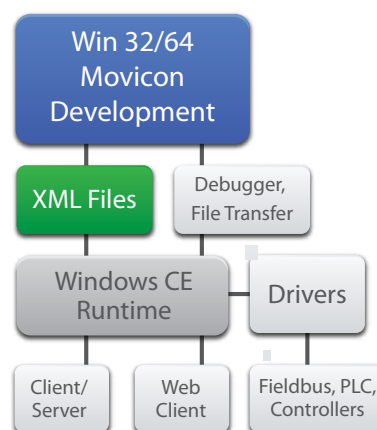 Win 32/64
Movicon
Development
XML Files
Debugger,
File Transfer
Windows CE
Runtime
Drivers
Client/
Server
Web
Client
Fieldbus, PLC,
Controllers